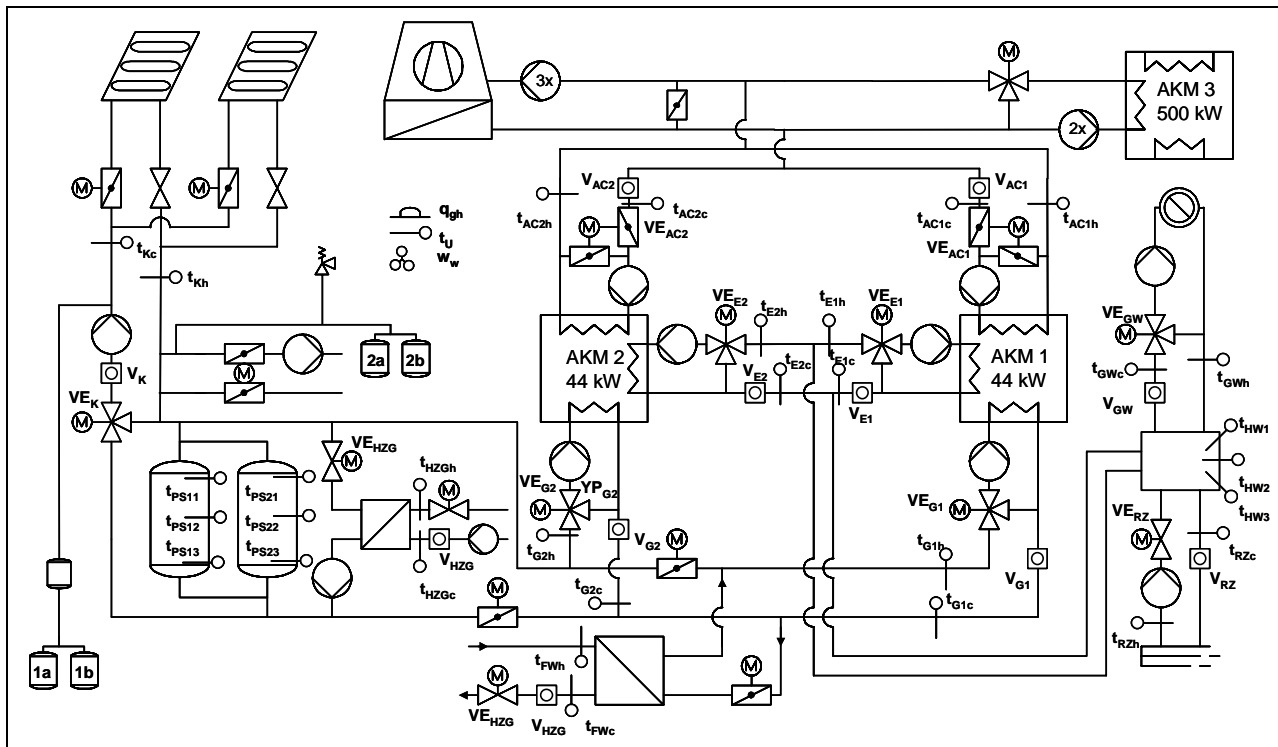 3x
M
AKM 3
500 kW
2x
M
M
q_gh
t_U
w_w
V_AC2
V_AC1
t_AC2h
t_AC2c
t_AC1c
t_AC1h
M
VE_AC2
VE_AC1
M
t_Kc
t_Kh
VE_E2
t_E2h
t_E1h
VE_E1
M
M
VE_GW
M
AKM 2
44 kW
t_E2c
t_E1c
AKM 1
44 kW
2a
2b
V_K
M
V_E2
V_E1
t_GWc
t_GWh
V_GW
VE_K
M
VE_HZG
M
t_HW1
t_HW2
t_HW3
t_PS11
t_PS12
t_PS13
t_PS21
t_PS22
t_PS23
t_HZGh
M
V_HZG
t_HZGc
VE_G2
YP_G2
M
t_G2h
V_G2
M
VE_G1
M
t_G1h
V_G1
VE_RZ
M
t_RZc
V_RZ
M
t_G2c
t_G1c
t_RZh
1a
1b
t_FWh
M
M
VE_HZG
V_HZG
t_FWc